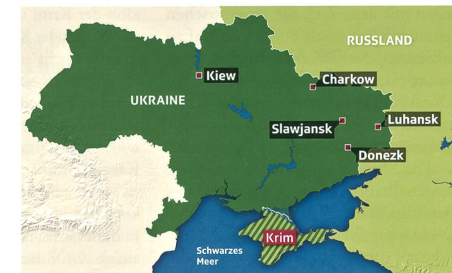 RUSSLAND
Kiew
Charkow
UKRAINE
Luhansk
Slawjansk
Donezk
Krim
Schwarzes
Meer